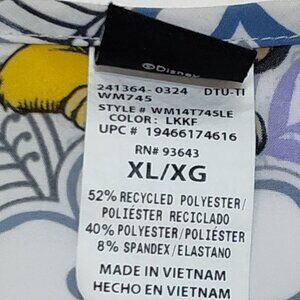 ©Disney
241364-0324 DTU-TI
WM745
STYLE # WM14T745LE
COLOR: LKKF
UPC # 19466174616
RN# 93643
XL/XG
52% RECYCLED POLYESTER/
POLIÉSTER RECICLADO
40% POLYESTER/POLIÉSTER
8% SPANDEX/ELASTANO
MADE IN VIETNAM
HECHO EN VIETNAM